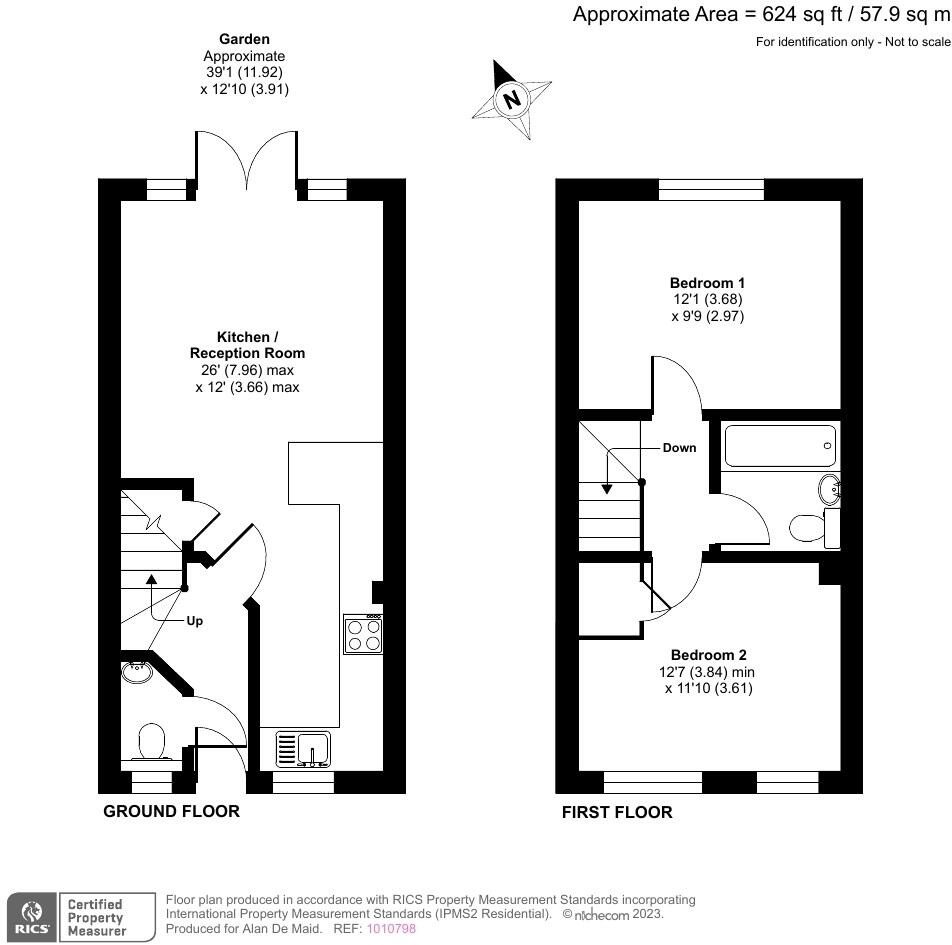 Approximate Area = 624 sq ft / 57.9 sq m
For identification only - Not to scale
Garden
Approximate
39'1 (11.92)
x 12'10 (3.91)
N
Kitchen /
Reception Room
26' (7.96) max
x 12' (3.66) max
Up
GROUND FLOOR
Bedroom 1
12'1 (3.68)
x 9'9 (2.97)
Down
Bedroom 2
12'7 (3.84) min
x 11'10 (3.61)
FIRST FLOOR
RICS
Certified
Property
Measurer
Floor plan produced in accordance with RICS Property Measurement Standards incorporating
International Property Measurement Standards (IPMS2 Residential). © nichecom 2023.
Produced for Alan De Maid. REF: 1010798